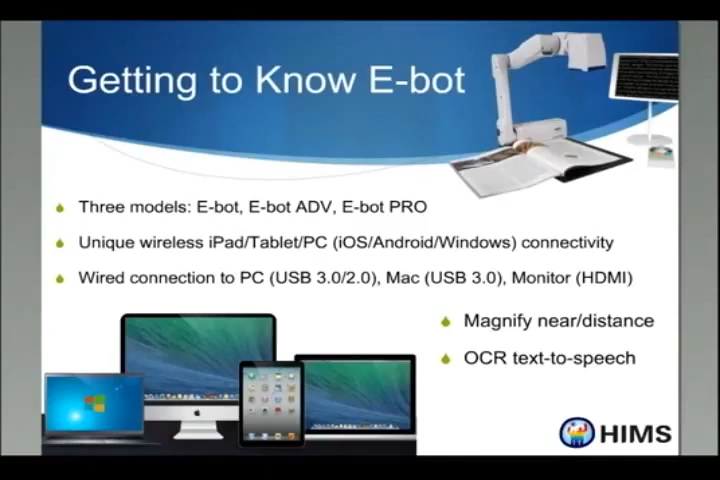 Getting to Know E-bot
Three models: E-bot, E-bot ADV, E-bot PRO
Unique wireless iPad/Tablet/PC (iOS/Android/Windows) connectivity
Wired connection to PC (USB 3.0/2.0), Mac (USB 3.0), Monitor (HDMI)
Magnify near/distance
OCR text-to-speech
HIMS